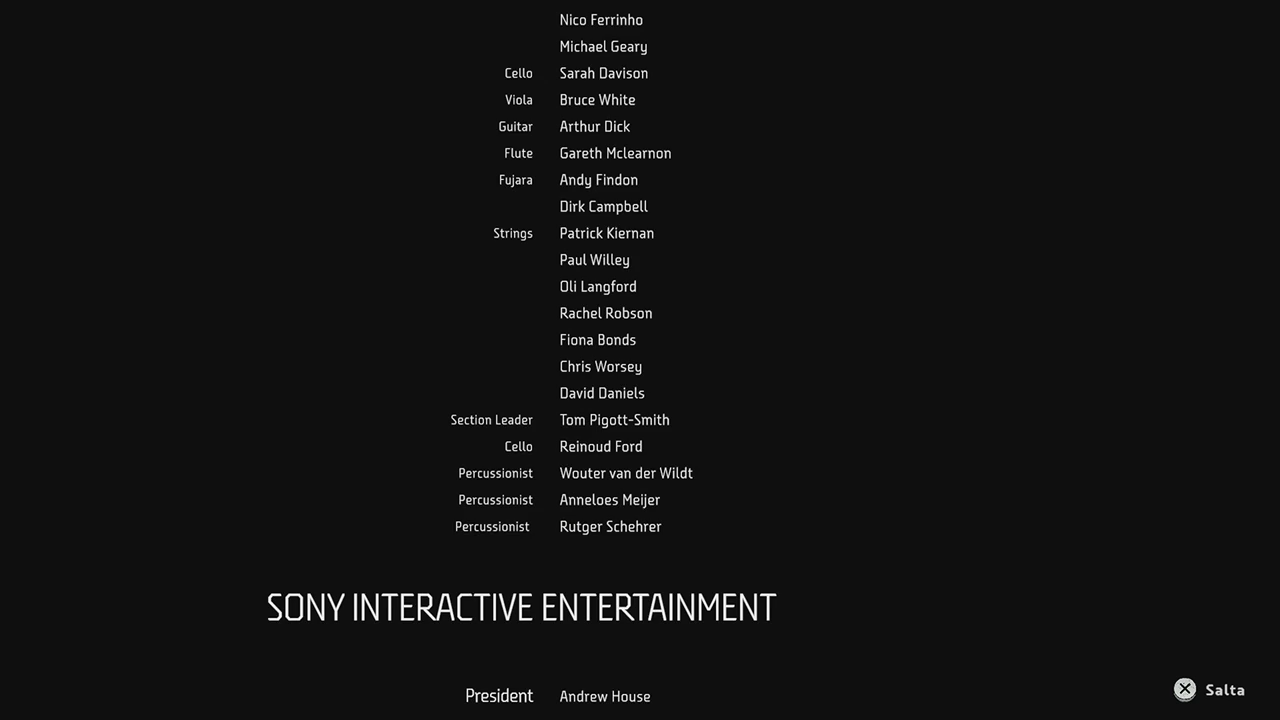 Nico Ferrinho
Michael Geary
Cello Sarah Davison
Viola Bruce White
Guitar Arthur Dick
Flute Gareth Mclearnon
Fujara Andy Findon
Dirk Campbell
Strings Patrick Kiernan
Paul Willey
Oli Langford
Rachel Robson
Fiona Bonds
Chris Worsey
David Daniels
Section Leader Tom Pigott-Smith
Cello Reinoud Ford
Percussionist Wouter van der Wildt
Percussionist Anneloes Meijer
Percussionist Rutger Schehrer
SONY INTERACTIVE ENTERTAINMENT
President Andrew House
Salta